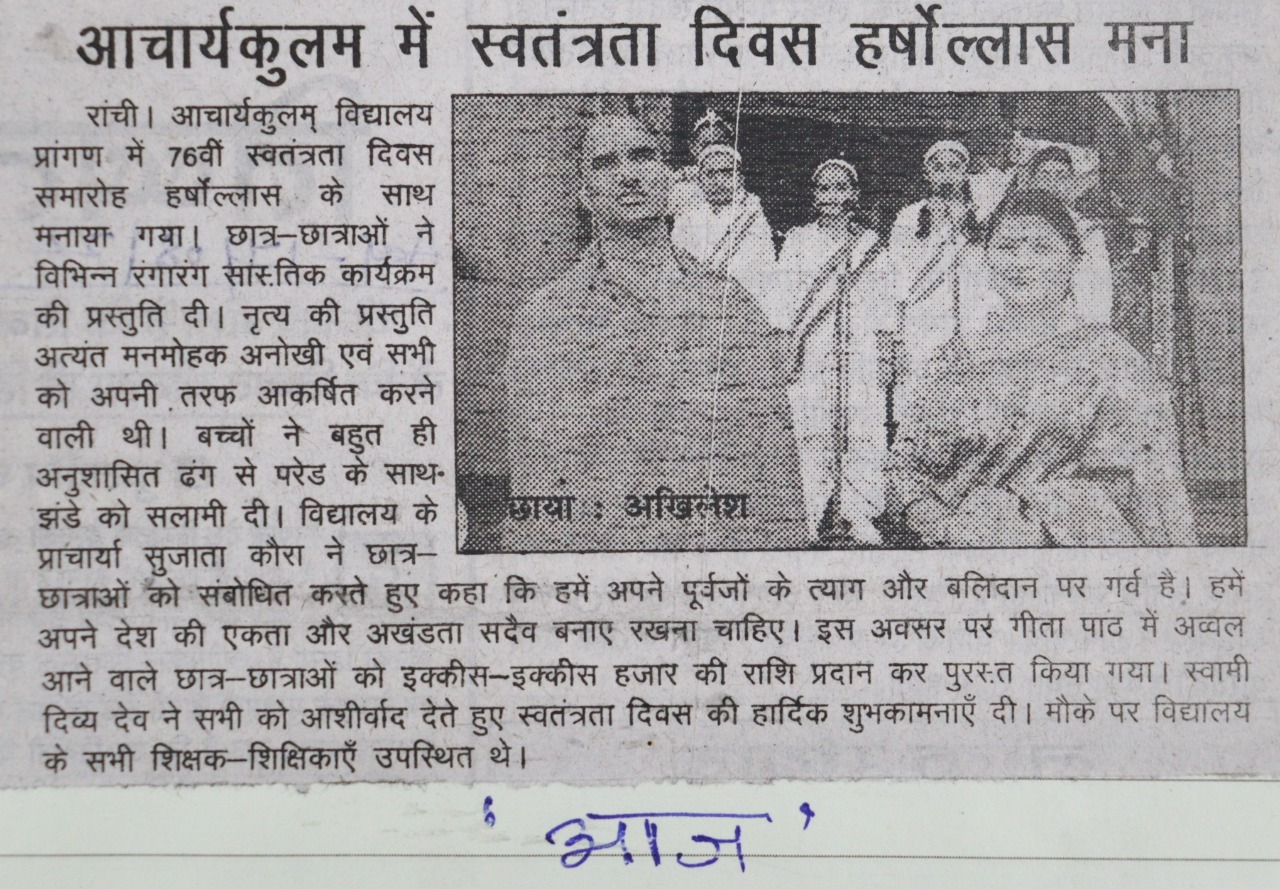 आचार्यकुलम में स्वतंत्रता दिवस हर्षोल्लास मना
रांची। आचार्यकुलम् विद्यालय
प्रांगण में 76वीं स्वतंत्रता दिवस
समारोह हर्षोल्लास के साथ
मनाया गया। छात्र–छात्राओं ने
विभिन्न रंगारंग सांस्तिक कार्यक्रम
की प्रस्तुति दी। नृत्य की प्रस्तुति
अत्यंत मनमोहक अनोखी एवं सभी
को अपनी तरफ आकर्षित करने
वाली थी। बच्चों ने बहुत ही
अनुशासित ढंग से परेड के साथ-
झंडे को सलामी दी। विद्यालय के
प्राचार्या सुजाता कौरा ने छात्र–
छाया : अखिलेश
छात्राओं को संबोधित करते हुए कहा कि हमें अपने पूर्वजों के त्याग और बलिदान पर गर्व है। हमें
अपने देश की एकता और अखंडता सदैव बनाए रखना चाहिए। इस अवसर पर गीता पाठ में अव्वल
आने वाले छात्र–छात्राओं को इक्कीस–इक्कीस हजार की राशि प्रदान कर पुरस्त किया गया। स्वामी
दिव्य देव ने सभी को आशीर्वाद देते हुए स्वतंत्रता दिवस की हार्दिक शुभकामनाएँ दी। मौके पर विद्यालय
के सभी शिक्षक–शिक्षिकाएँ उपस्थित थे।
' आज '